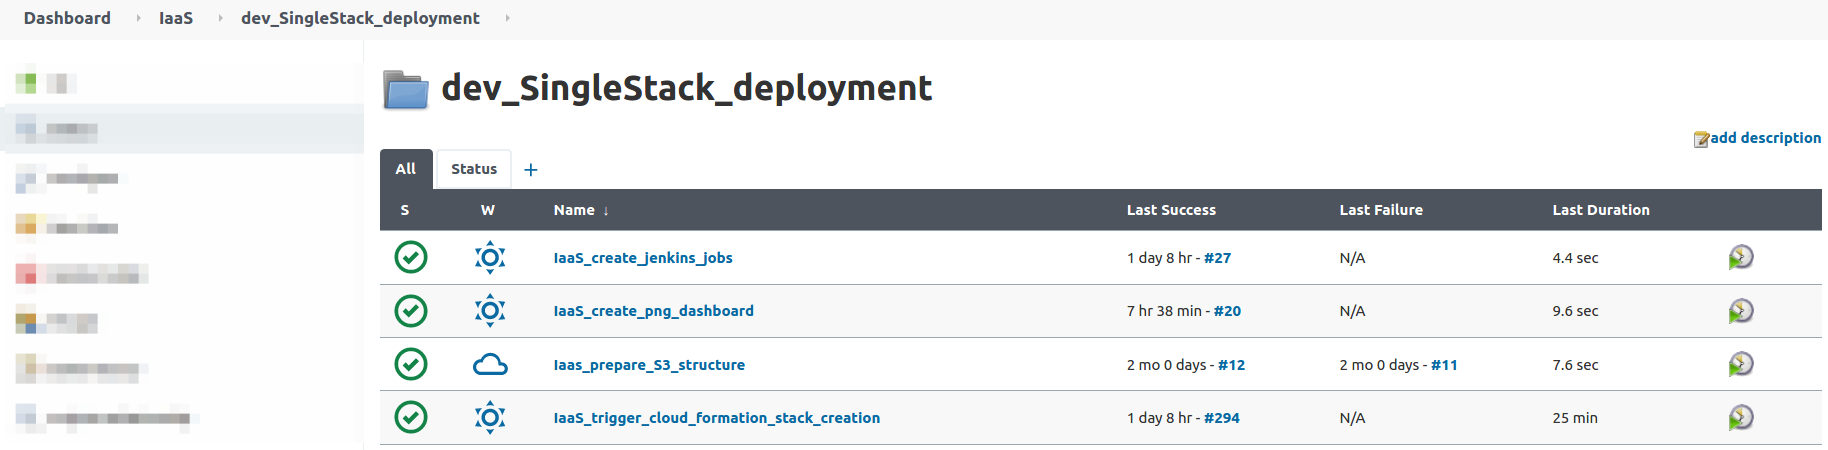 Dashboard IaaS dev_SingleStack_deployment
dev_SingleStack_deployment
add description
All Status +
S W Name ↓ Last Success Last Failure Last Duration
IaaS_create_jenkins_jobs 1 day 8 hr - #27 N/A 4.4 sec
IaaS_create_png_dashboard 7 hr 38 min - #20 N/A 9.6 sec
Iaas_prepare_S3_structure 2 mo 0 days - #12 2 mo 0 days - #11 7.6 sec
IaaS_trigger_cloud_formation_stack_creation 1 day 8 hr - #294 N/A 25 min